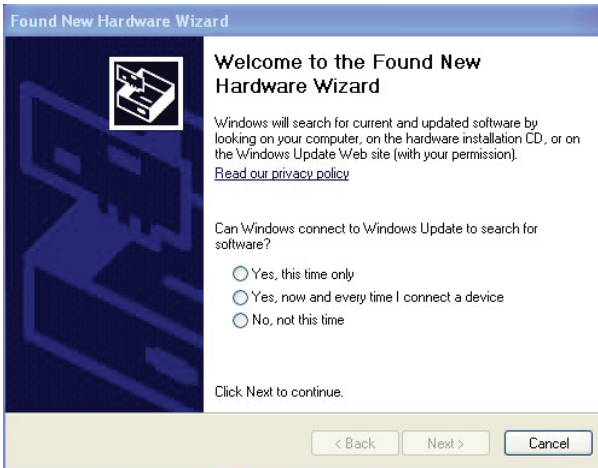 Found New Hardware Wizard
Welcome to the Found New
Hardware Wizard
Windows will search for current and updated software by
looking on your computer, on the hardware installation CD, or on
the Windows Update Web site (with your permission).
Read our privacy policy
Can Windows connect to Windows Update to search for
software?
Yes, this time only
Yes, now and every time I connect a device
No, not this time
Click Next to continue.
< Back
Next >
Cancel